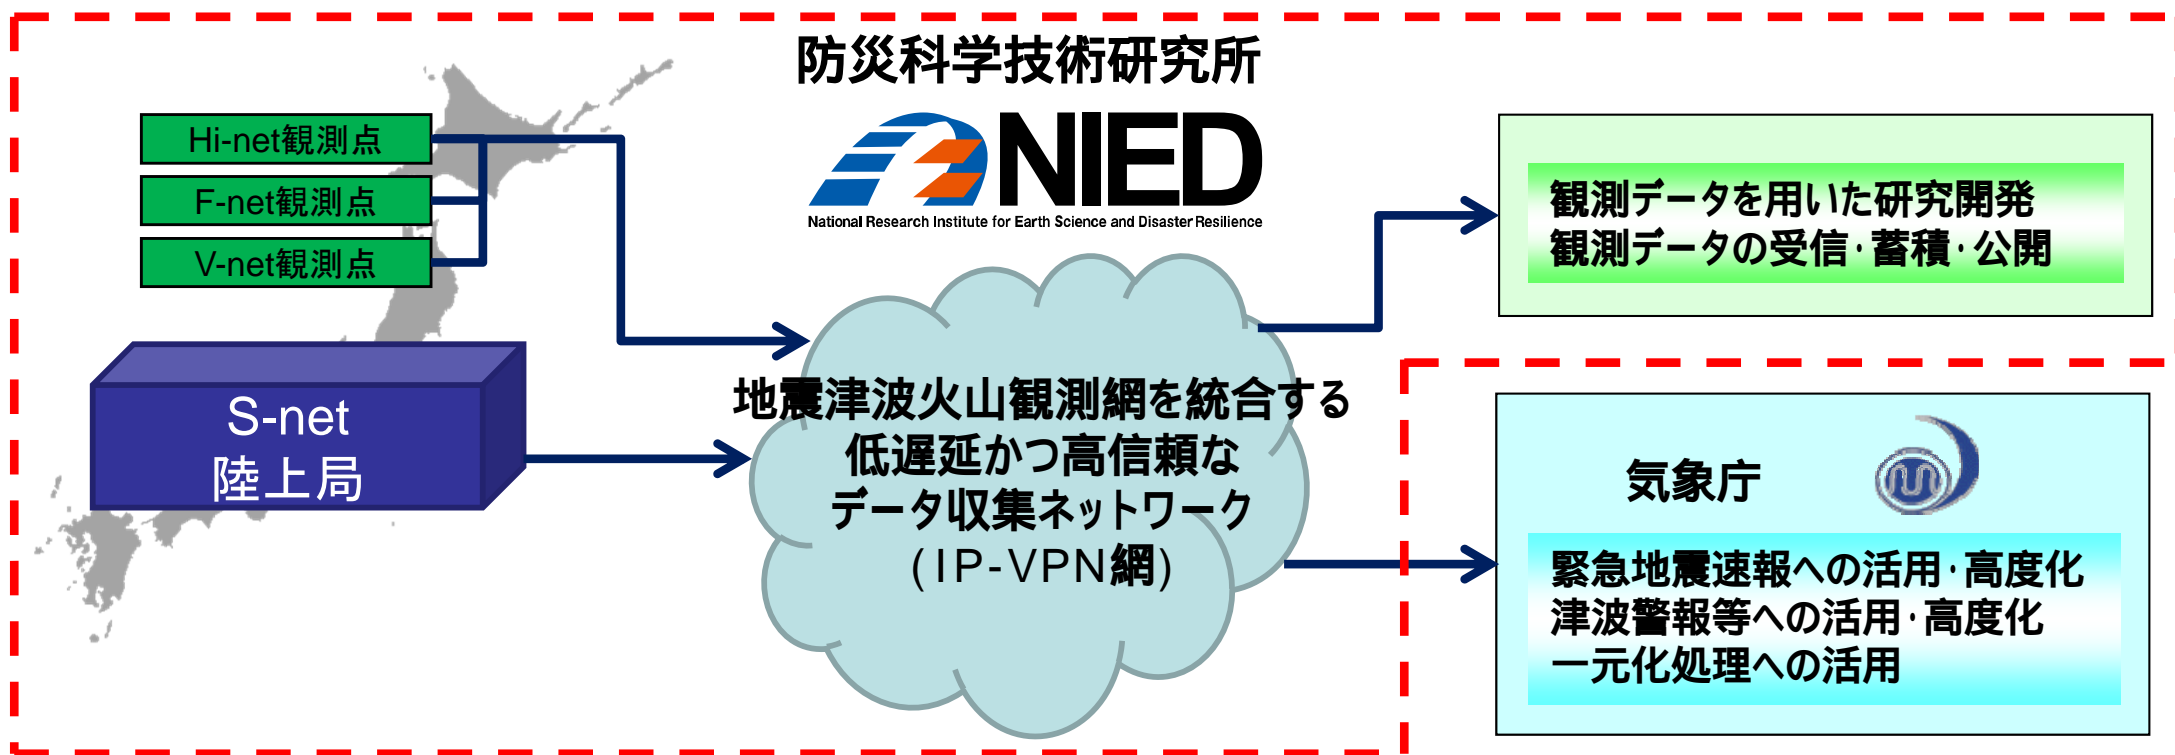 防災科学技術研究所
NIED
National Research Institute for Earth Science and Disaster Resilience
Hi-net観測点
F-net観測点
V-net観測点
S-net
陸上局
地震津波火山観測網を統合する
低遅延かつ高信頼な
データ収集ネットワーク
(IP-VPN網)
観測データを用いた研究開発
観測データの受信・蓄積・公開
気象庁
緊急地震速報への活用・高度化
津波警報等への活用・高度化
一元化処理への活用